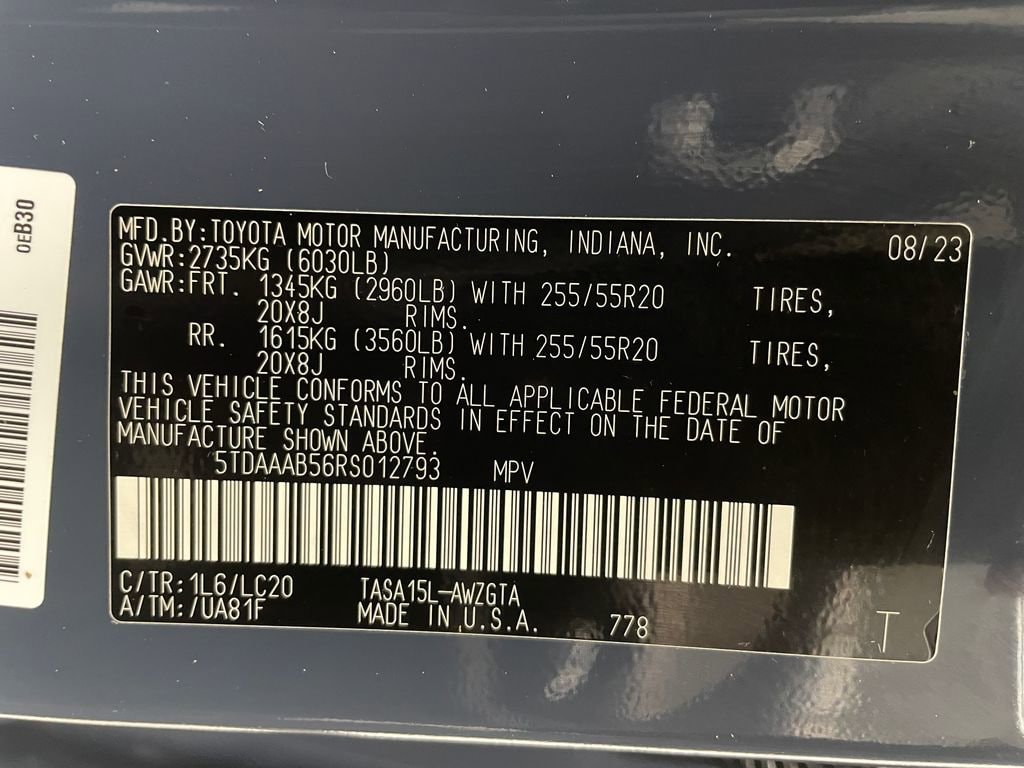 0EB30
MFD.BY:TOYOTA MOTOR MANUFACTURING, INDIANA, INC. 08/23
GVWR:2735KG (6030LB)
GAWR:FRT. 1345KG (2960LB) WITH 255/55R20 TIRES,
20X8J RIMS.
RR. 1615KG (3560LB) WITH 255/55R20 TIRES,
20X8J RIMS.
THIS VEHICLE CONFORMS TO ALL APPLICABLE FEDERAL MOTOR
VEHICLE SAFETY STANDARDS IN EFFECT ON THE DATE OF
MANUFACTURE SHOWN ABOVE.
5TDAAAB56RS012793 MPV
C/TR:1L6/LC20 TASA15L-AWZGTA
A/TM:/UA81F MADE IN U.S.A. 778 T